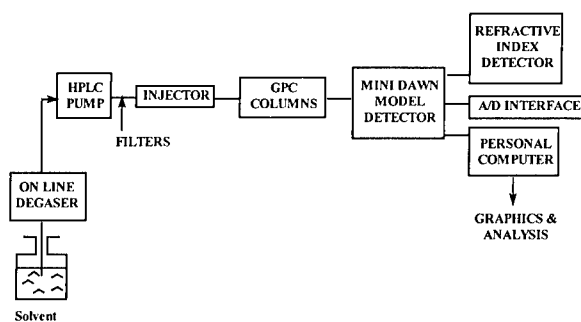 REFRACTIVE
INDEX
DETECTOR
HPLC
PUMP
INJECTOR
GPC
COLUMNS
MINI DAWN
MODEL
DETECTOR
A/D INTERFACE
FILTERS
PERSONAL
COMPUTER
ON LINE
DEGASER
GRAPHICS &
ANALYSIS
Solvent